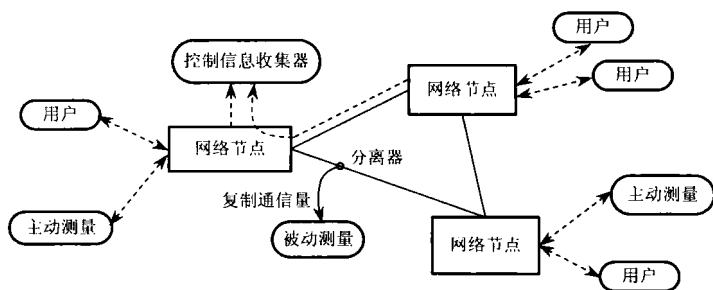 用户
控制信息收集器
用户
网络节点
用户
网络节点
分离器
主动测量
复制通信量
主动测量
被动测量
网络节点
用户